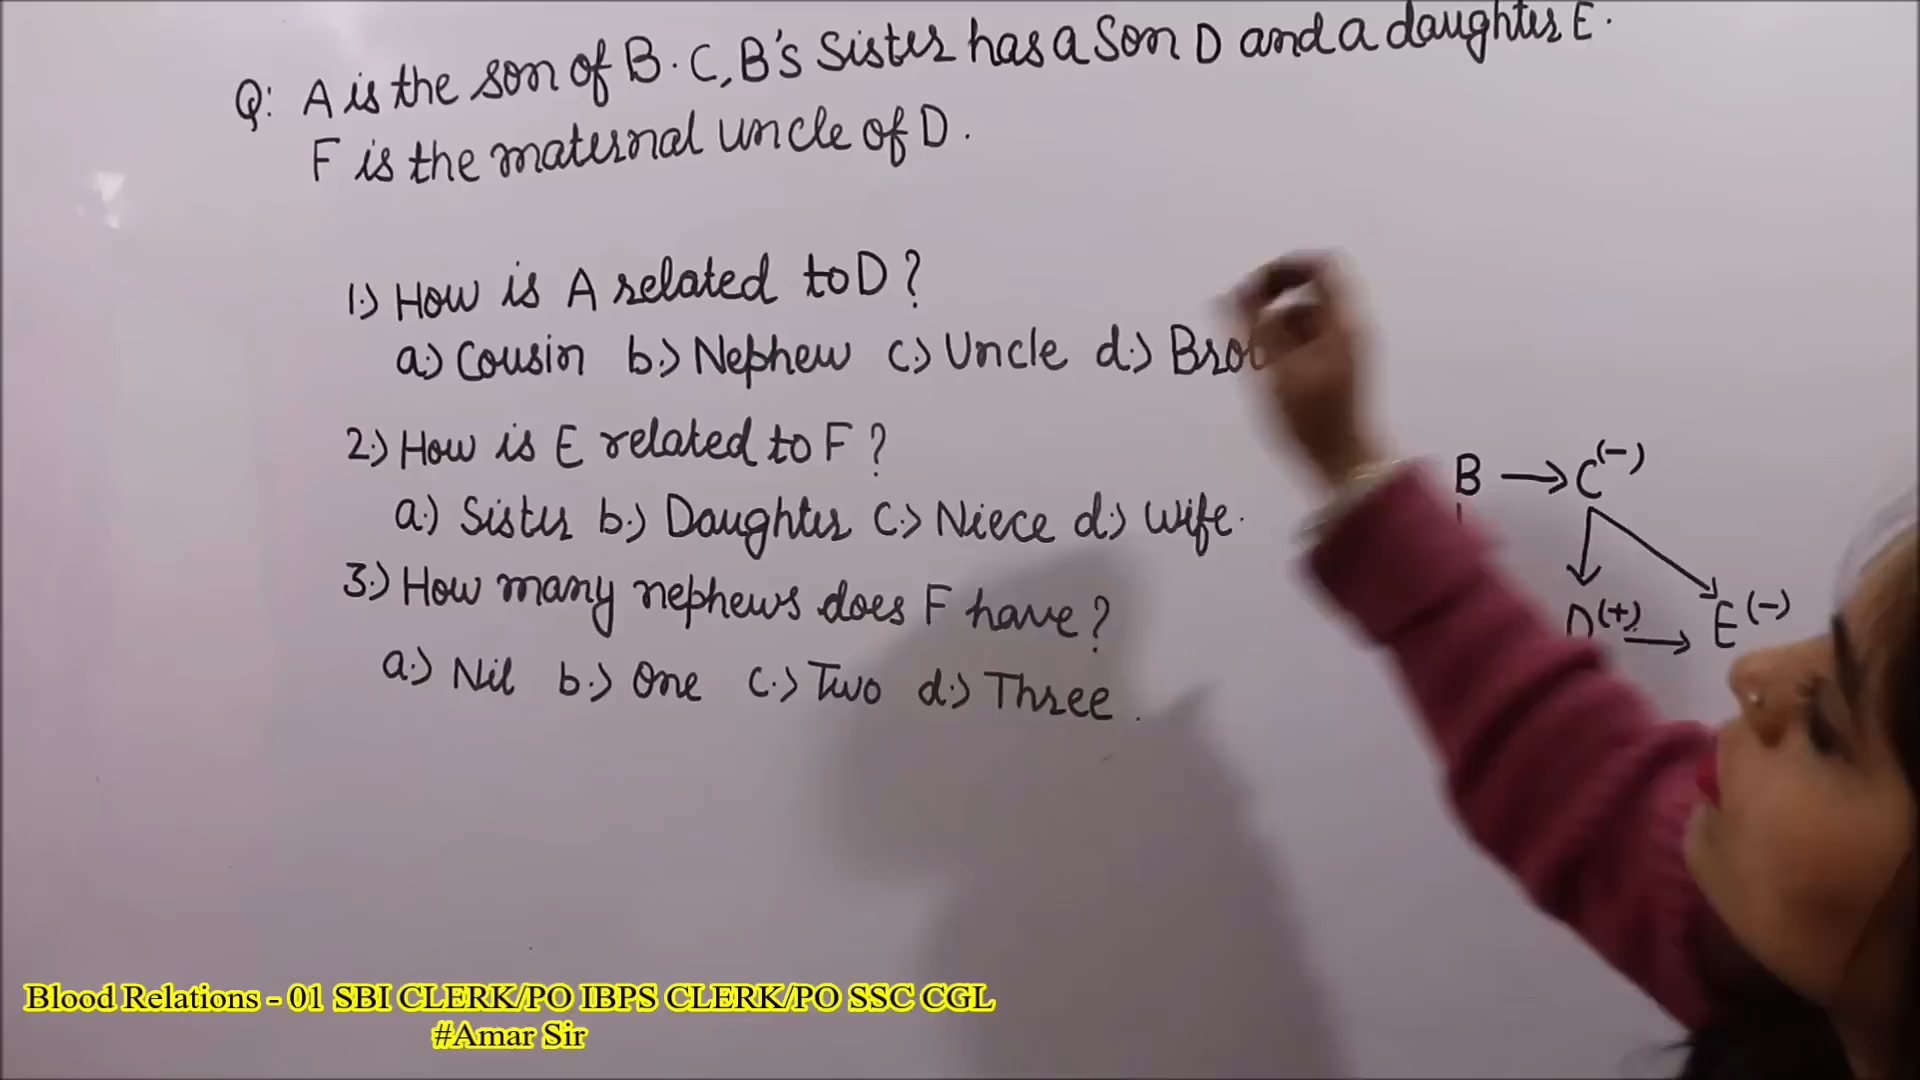 Q: A is the son of B. C, B's Sister has a Son D and a daughter E.
F is the maternal uncle of D.
1.) How is A related to D?
a.) Cousin b.) Nephew c.) Uncle d.)
2.) How is E related to F?
a.) Sister b.) Daughter c.) Niece d.) Wife.
3.) How many nephews does F have?
a.) Nil b.) One c.) Two d.) Three.
B → C (-)
D (+) → E (-)
Blood Relations - 01 SBI CLERK/PO IBPS CLERK/PO SSC CGL
#Amar Sir